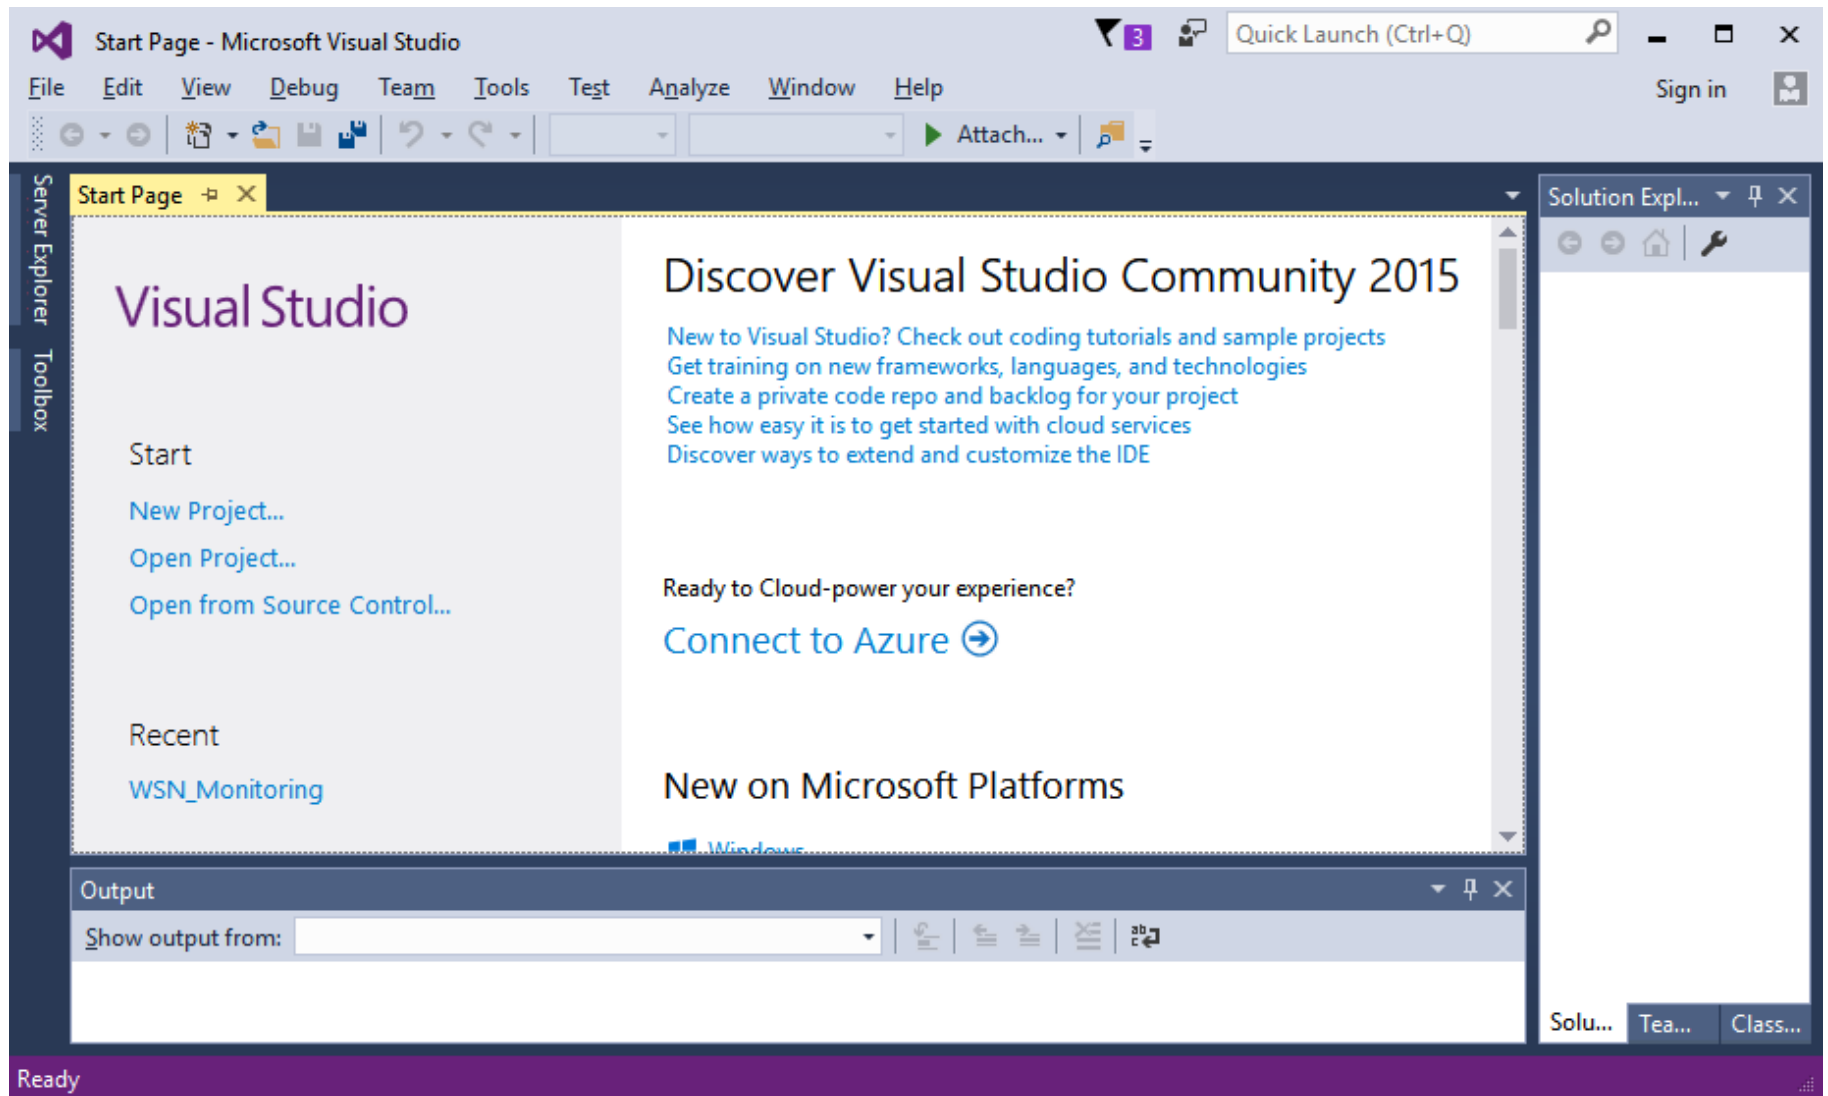 Start Page - Microsoft Visual Studio
3
Quick Launch (Ctrl+Q)
File Edit View Debug Team Tools Test Analyze Window Help
Sign in
Attach...
Server Explorer
Toolbox
Start Page
Visual Studio
Start
New Project...
Open Project...
Open from Source Control...
Recent
WSN_Monitoring
Discover Visual Studio Community 2015
New to Visual Studio? Check out coding tutorials and sample projects
Get training on new frameworks, languages, and technologies
Create a private code repo and backlog for your project
See how easy it is to get started with cloud services
Discover ways to extend and customize the IDE
Ready to Cloud-power your experience?
Connect to Azure
New on Microsoft Platforms
Windows
Solution Expl...
Output
Show output from:
Solu... Tea... Class...
Ready